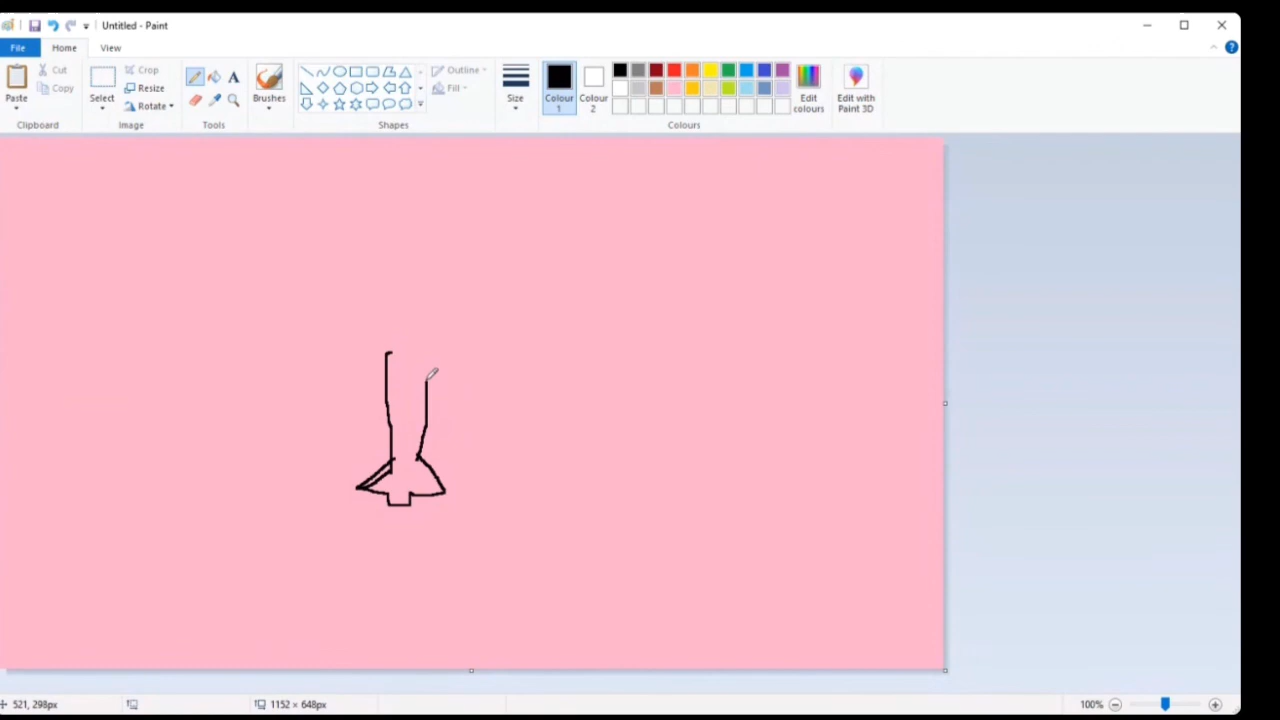 Untitled - Paint
File Home View
Paste
Cut
Copy
Clipboard
Select
Crop
Resize
Rotate
Image
A
Tools
Brushes
Shapes
Outline
Fill
Size
Colour 1
Colour 2
Edit colours
Colours
Edit with Paint 3D
521, 298px
1152 × 648px
100%